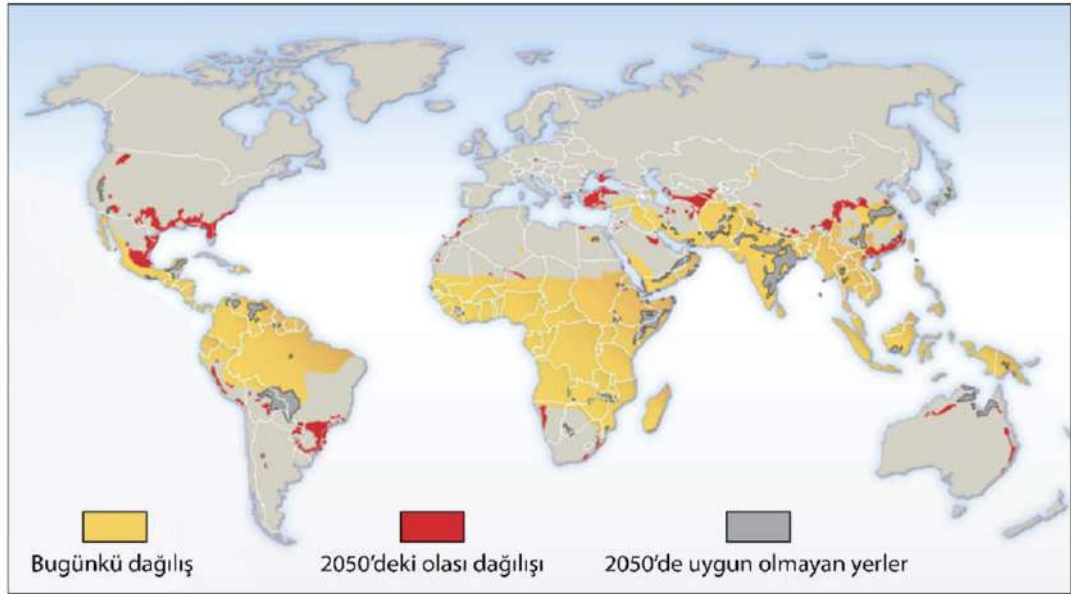 Bugünkü dağılış
2050'deki olası dağılışı
2050'de uygun olmayan yerler